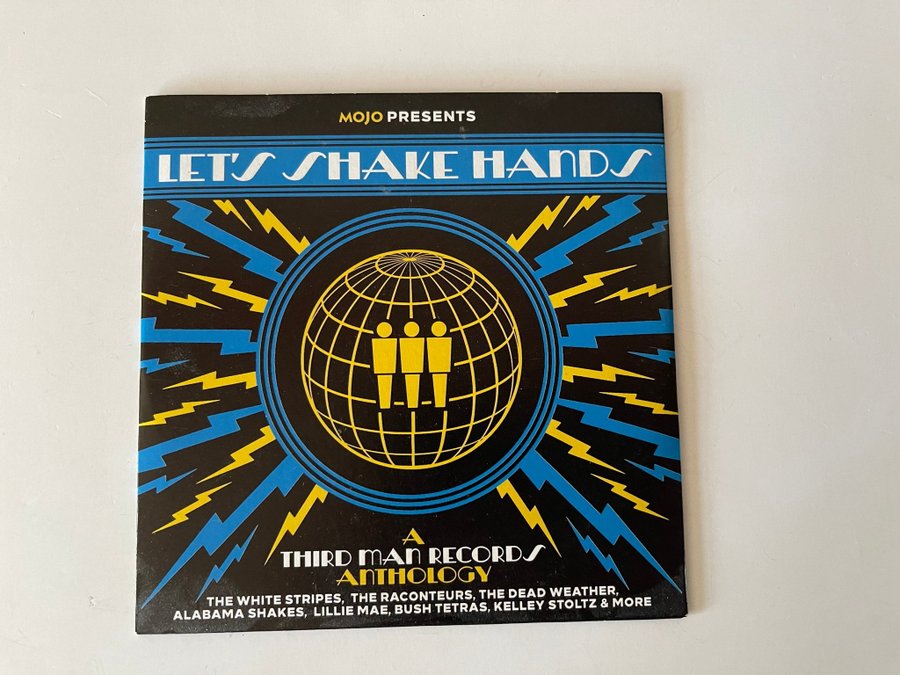 MOJO PRESENTS
LET'S SHAKE HANDS
A
THIRD MAN RECORDS
ANTHOLOGY
THE WHITE STRIPES, THE RACONTEURS, THE DEAD WEATHER,
ALABAMA SHAKES, LILLIE MAE, BUSH TETRAS, KELLEY STOLTZ & MORE